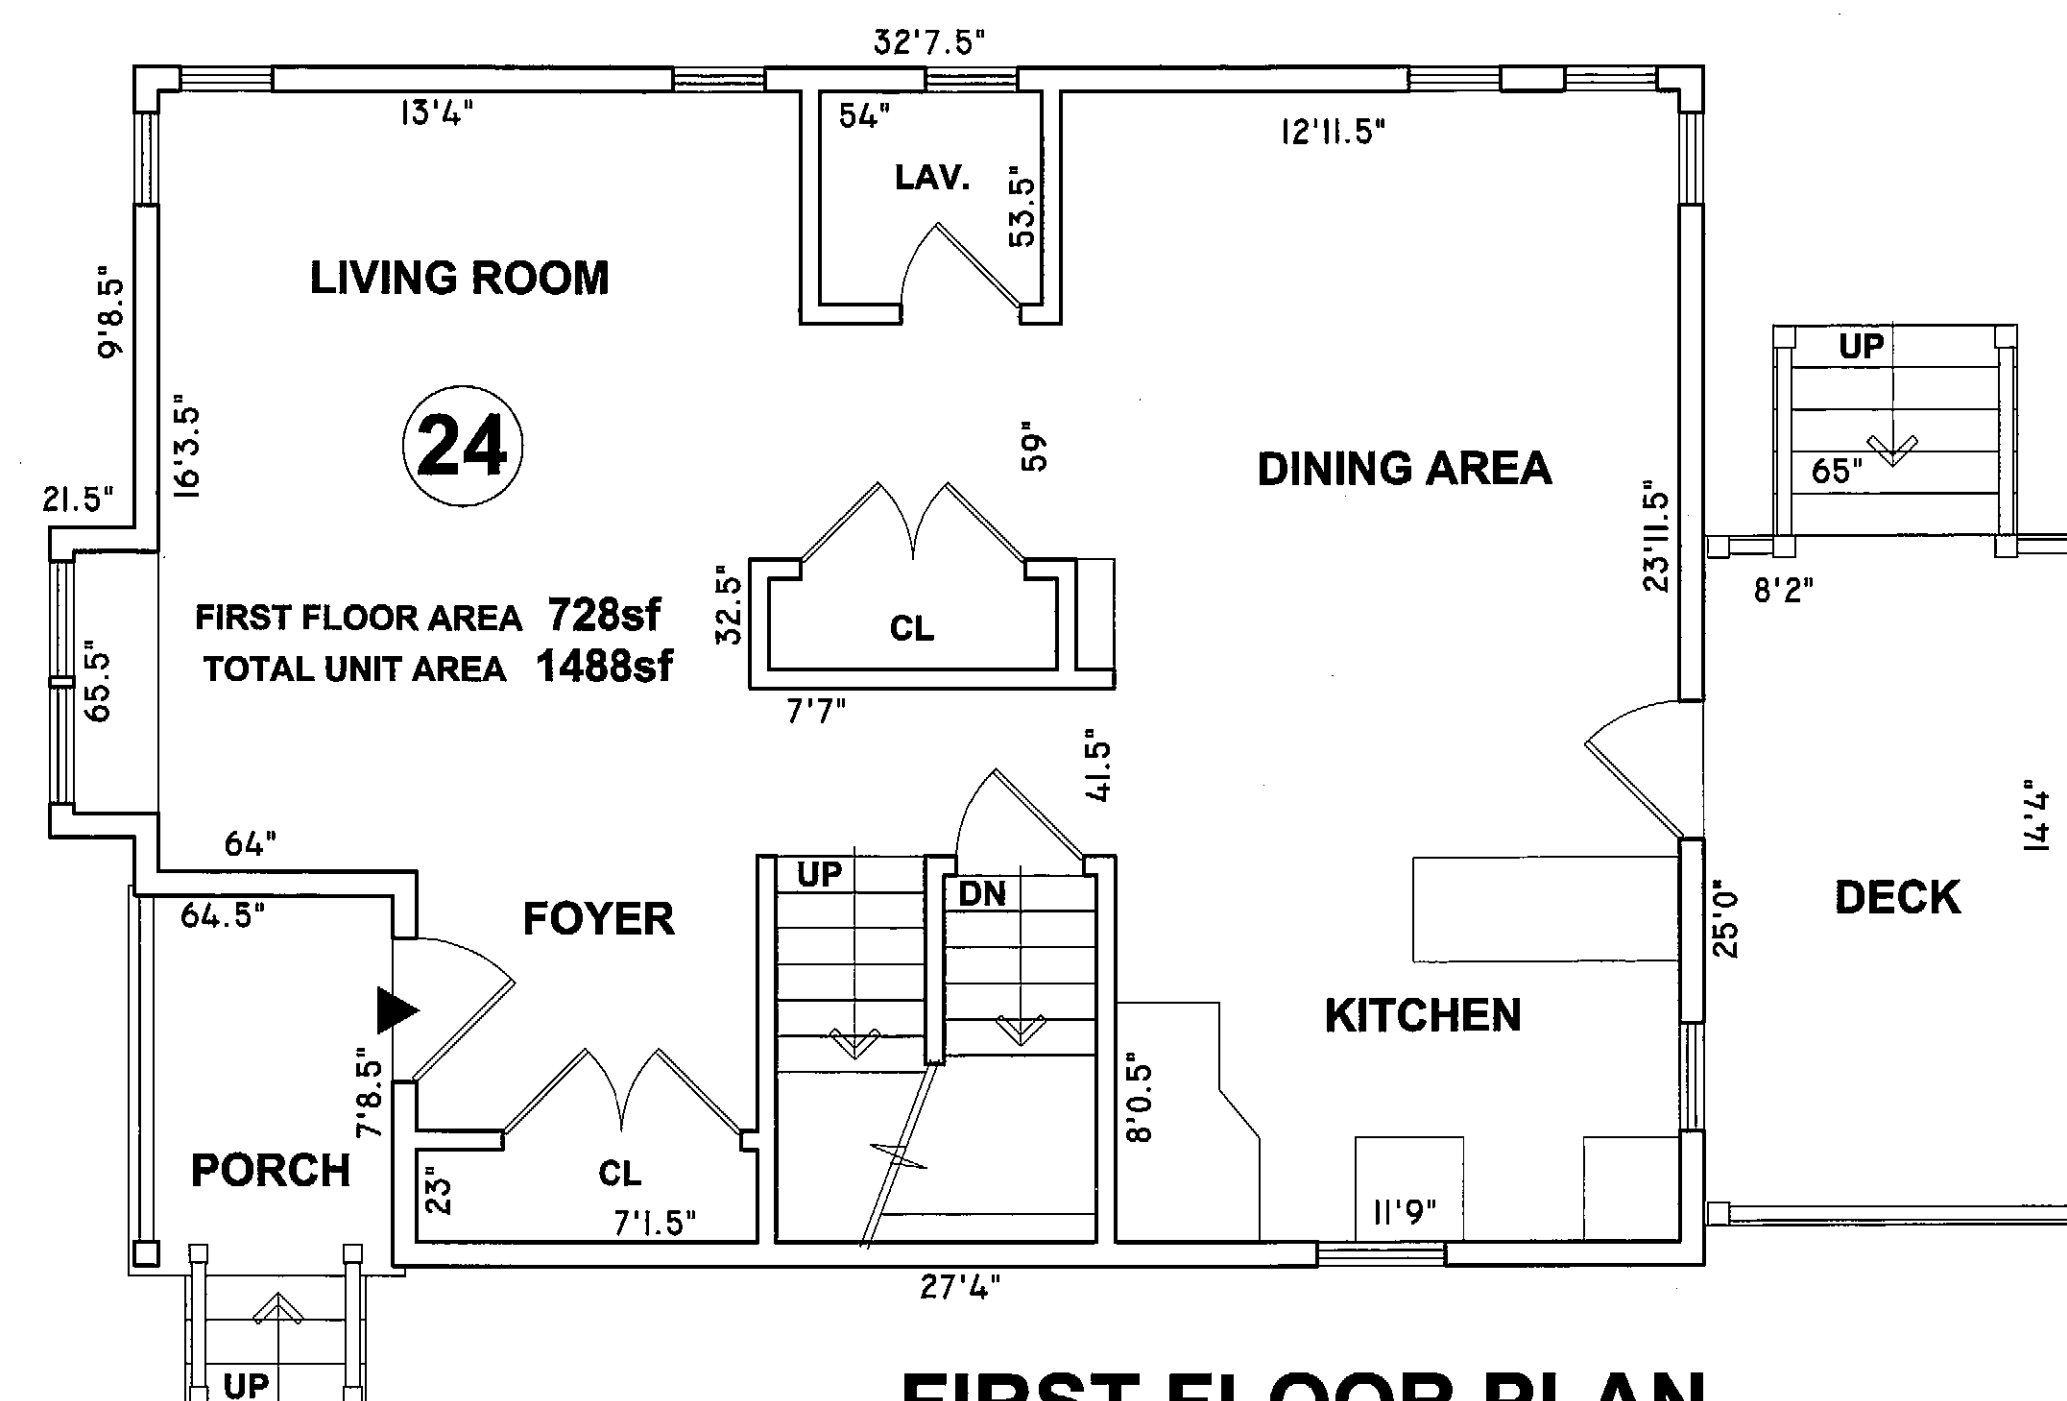 32'7.5"
13'4"
54"
12'11.5"
LAV.
53.5"
LIVING ROOM
9'8.5"
UP
16'3.5"
24
59"
DINING AREA
65"
21.5"
23'11.5"
8'2"
32.5"
FIRST FLOOR AREA 728sf
CL
TOTAL UNIT AREA 1488sf
65.5"
7'7"
41.5"
14'4"
64"
UP
DN
DECK
64.5"
FOYER
25'0"
KITCHEN
7'8.5"
8'0.5"
PORCH
CL
23"
7'1.5"
11'9"
27'4"
UP
FIRST FLOOR PLAN